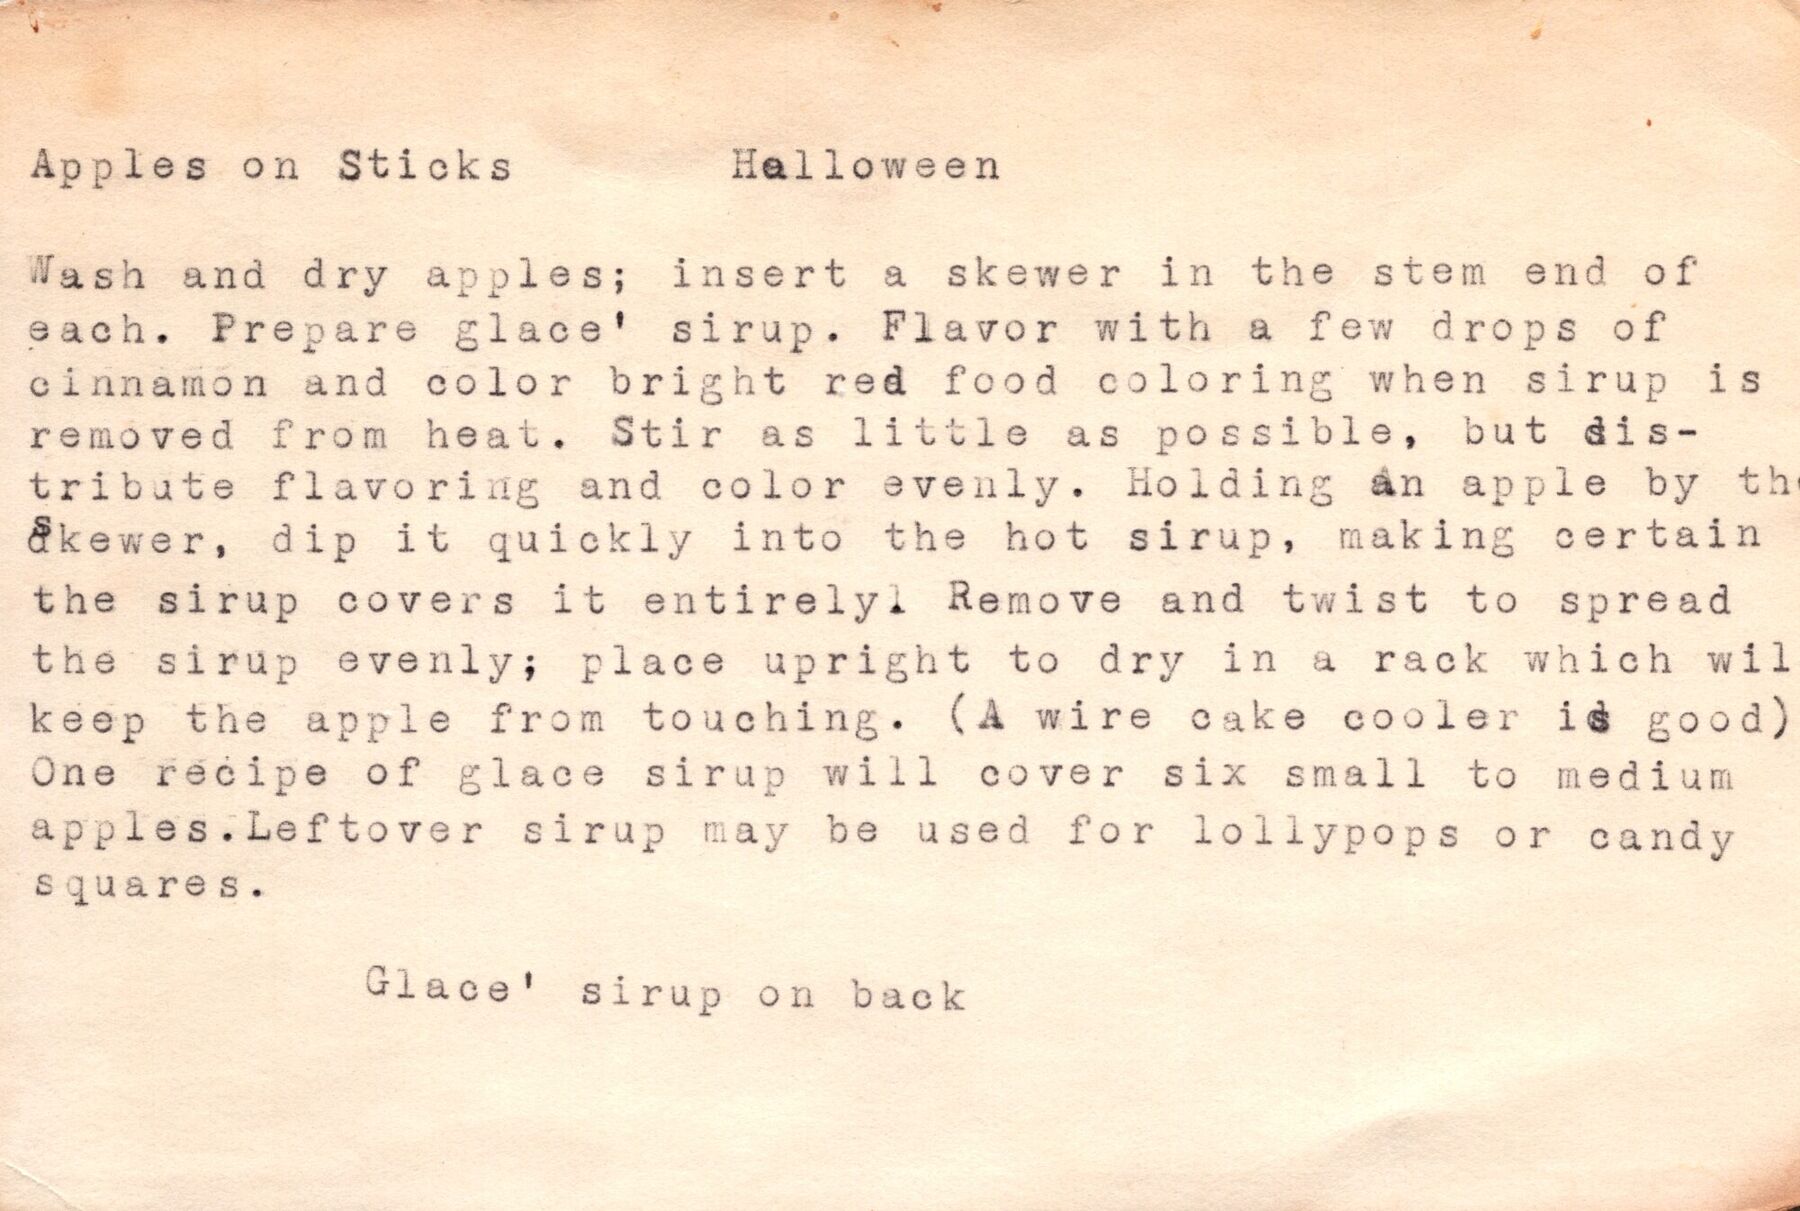 Apples on Sticks Halloween
Wash and dry apples; insert a skewer in the stem end of
each. Prepare glace' sirup. Flavor with a few drops of
cinnamon and color bright red food coloring when sirup is
removed from heat. Stir as little as possible, but dis-
tribute flavoring and color evenly. Holding an apple by the
skewer, dip it quickly into the hot sirup, making certain
the sirup covers it entirely. Remove and twist to spread
the sirup evenly; place upright to dry in a rack which wil
keep the apple from touching. (A wire cake cooler is good)
One recipe of glace sirup will cover six small to medium
apples.Leftover sirup may be used for lollypops or candy
squares.
Glace' sirup on back